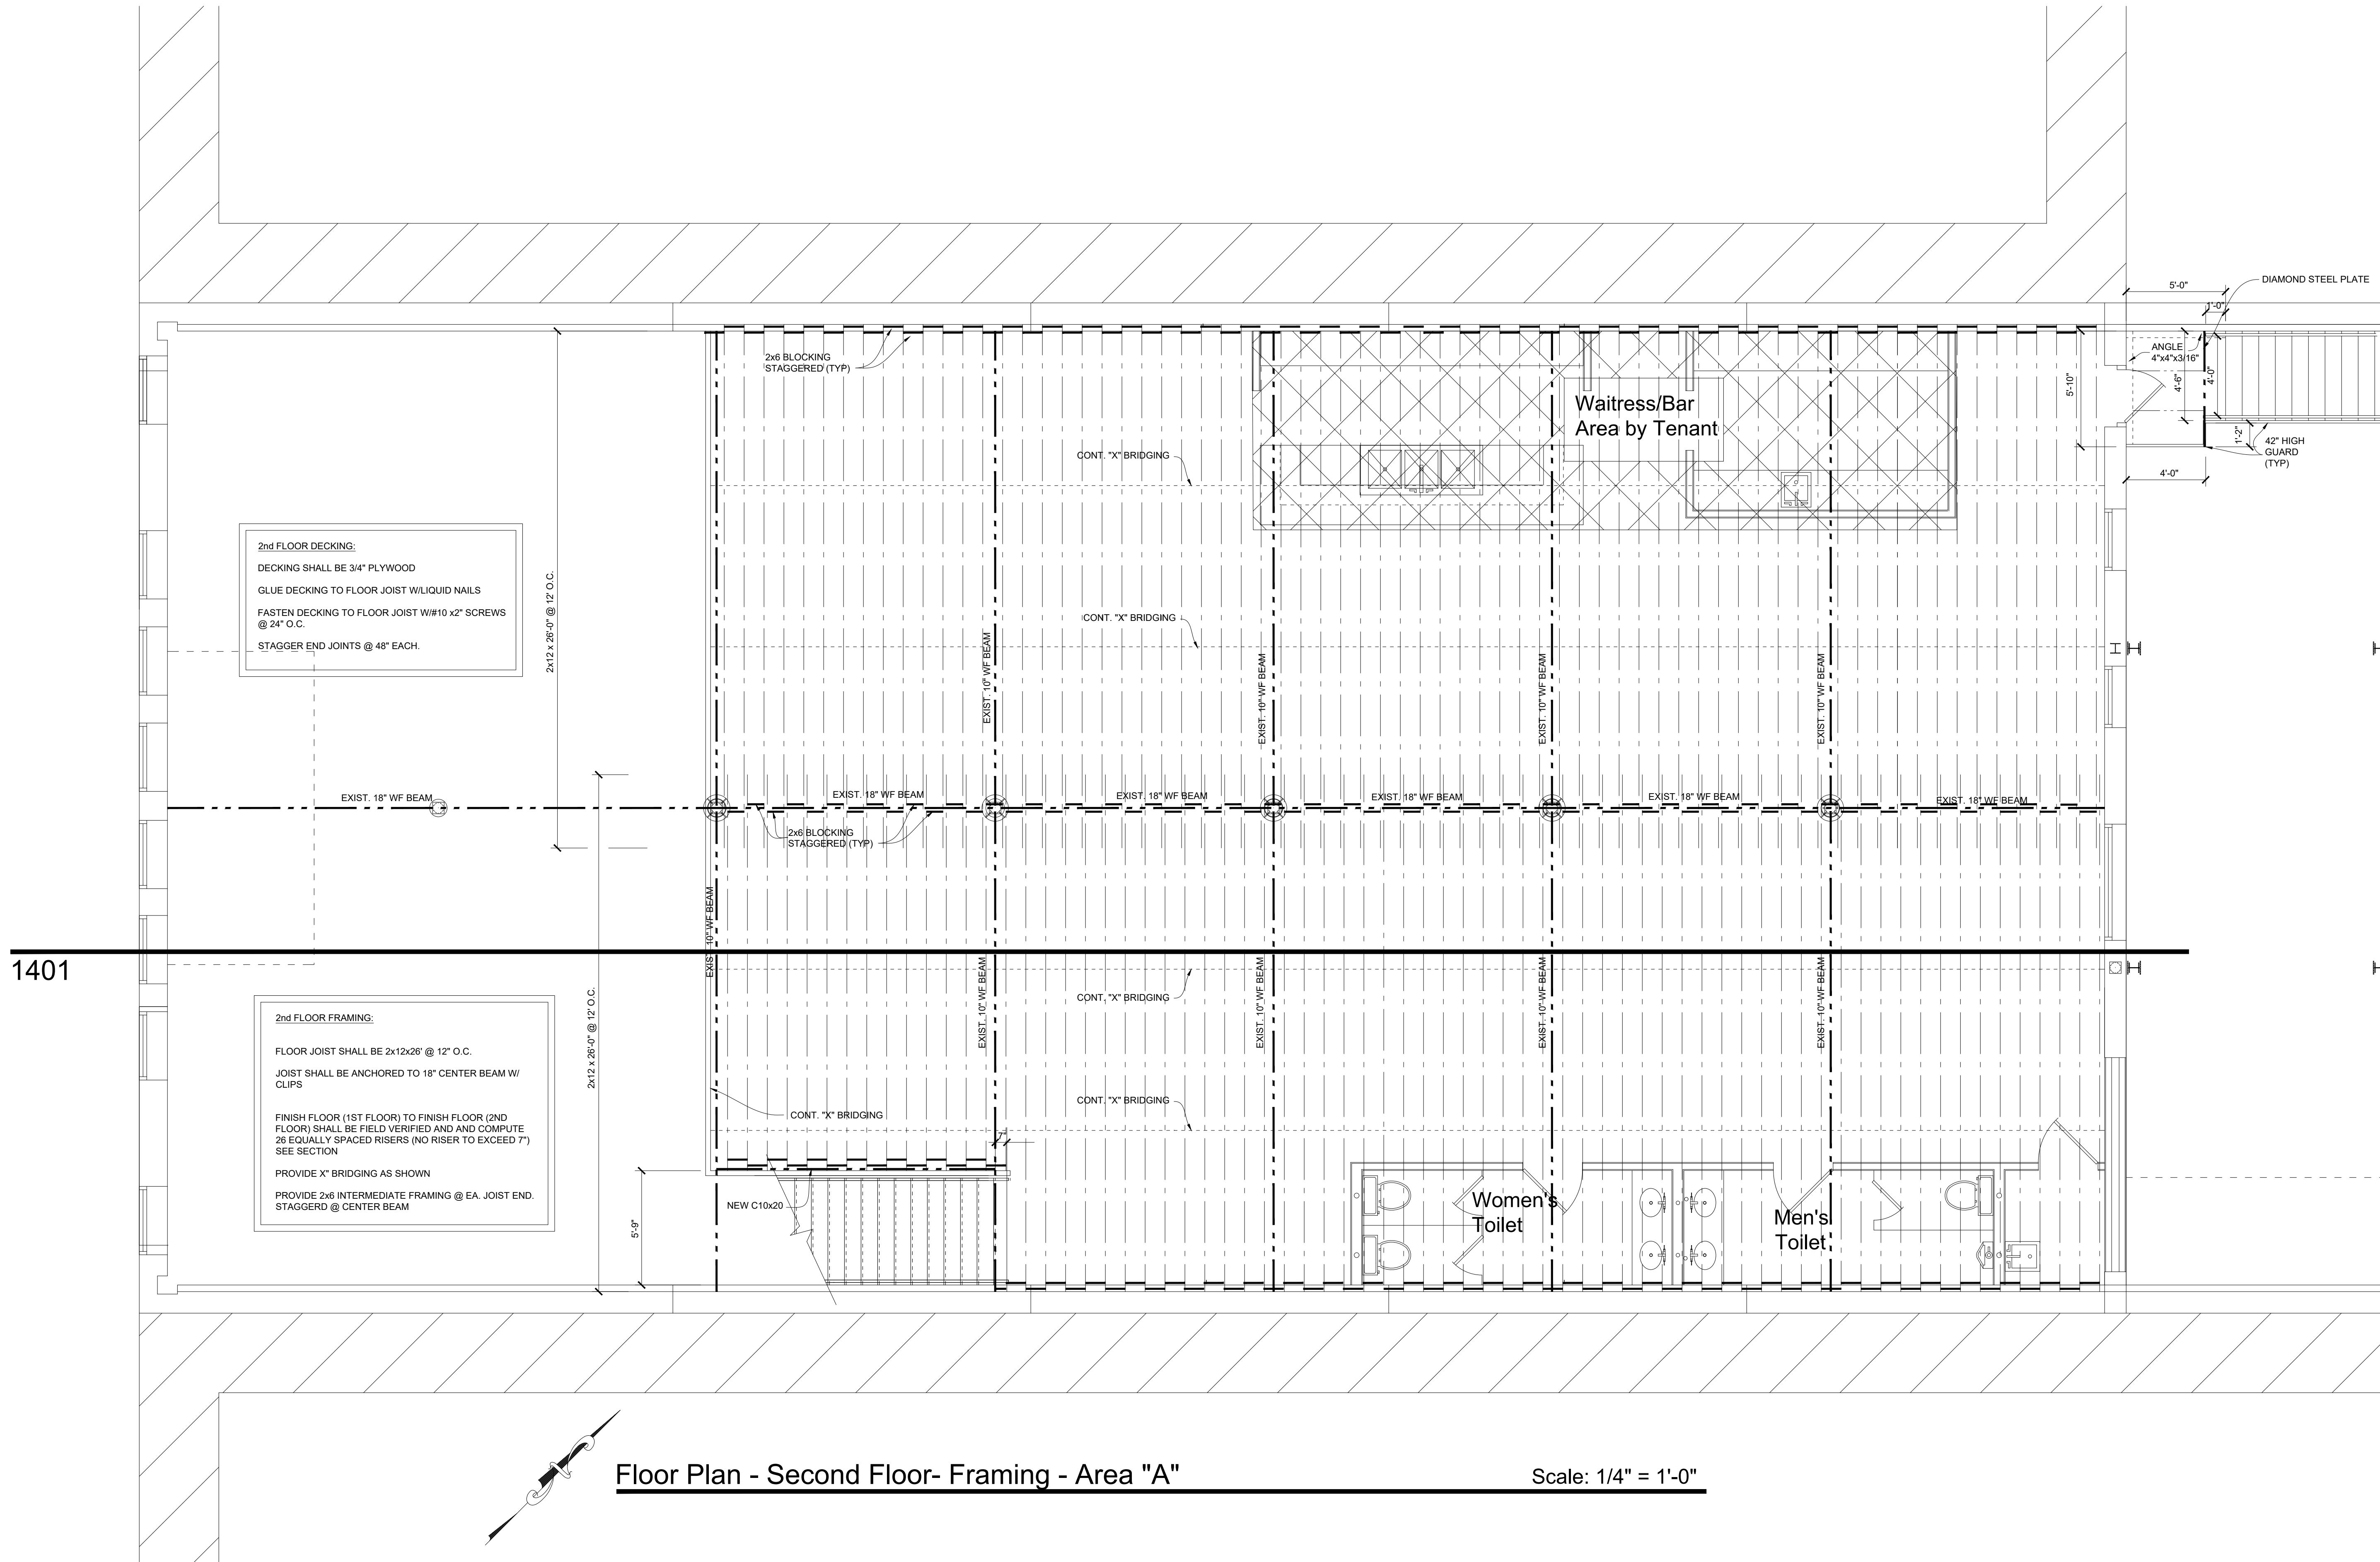 5'-0"
DIAMOND STEEL PLATE
1'-0"
ANGLE
4"x4"x3/16"
4'-6"
4'-0"
5'-10"
1'-2"
42" HIGH
GUARD
(TYP)
4'-0"
2x6 BLOCKING
STAGGERED (TYP)
Waitress/Bar
Area by Tenant
CONT. "X" BRIDGING
CONT. "X" BRIDGING
2nd FLOOR DECKING:
DECKING SHALL BE 3/4" PLYWOOD
GLUE DECKING TO FLOOR JOIST W/LIQUID NAILS
FASTEN DECKING TO FLOOR JOIST W/#10 x2" SCREWS
@ 24" O.C.
STAGGER END JOINTS @ 48" EACH.
2x12 x 26'-0" @ 12' O.C.
EXIST. 10" WF BEAM
EXIST. 10" WF BEAM
EXIST. 10" WF BEAM
EXIST. 10" WF BEAM
EXIST. 18" WF BEAM
EXIST. 18" WF BEAM
EXIST. 18" WF BEAM
EXIST. 18" WF BEAM
EXIST. 18" WF BEAM
EXIST. 18" WF BEAM
2x6 BLOCKING
STAGGERED (TYP)
EXIST. 10" WF BEAM
1401
EXIST. 10" WF BEAM
EXIST. 10" WF BEAM
EXIST. 10" WF BEAM
EXIST. 10" WF BEAM
CONT. "X" BRIDGING
2x12 x 26'-0" @ 12' O.C.
2nd FLOOR FRAMING:
FLOOR JOIST SHALL BE 2x12x26' @ 12" O.C.
JOIST SHALL BE ANCHORED TO 18" CENTER BEAM W/
CLIPS
FINISH FLOOR (1ST FLOOR) TO FINISH FLOOR (2ND
FLOOR) SHALL BE FIELD VERIFIED AND AND COMPUTE
26 EQUALLY SPACED RISERS (NO RISER TO EXCEED 7")
SEE SECTION
PROVIDE X" BRIDGING AS SHOWN
PROVIDE 2x6 INTERMEDIATE FRAMING @ EA. JOIST END.
STAGGERD @ CENTER BEAM
CONT. "X" BRIDGING
CONT. "X" BRIDGING
7"
NEW C10x20
5'-9"
Women's
Toilet
Men's
Toilet
Floor Plan - Second Floor- Framing - Area "A"
Scale: 1/4" = 1'-0"